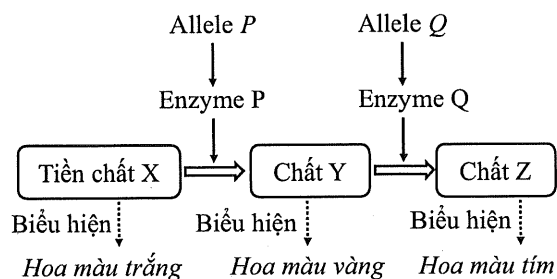 Allele P Allele Q
Enzyme P Enzyme Q
Tiền chất X Chất Y Chất Z
Biểu hiện Biểu hiện Biểu hiện
Hoa màu trắng Hoa màu vàng Hoa màu tím